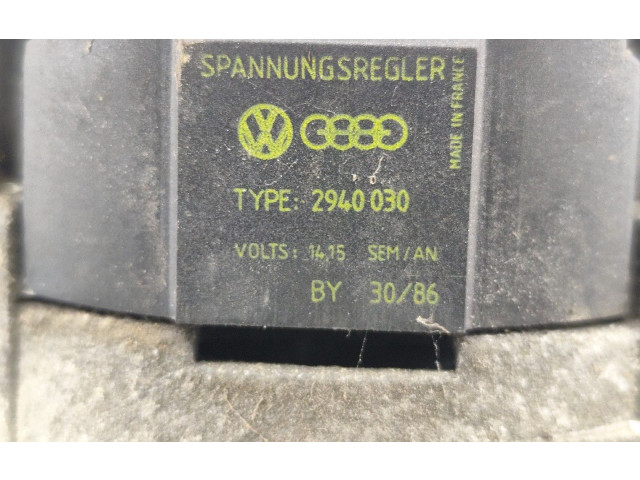 SPANNUNGSREGLER
MADE IN FRANCE
TYPE: 2940 030
VOLTS: 14,15 SEM/AN
BY 30/86